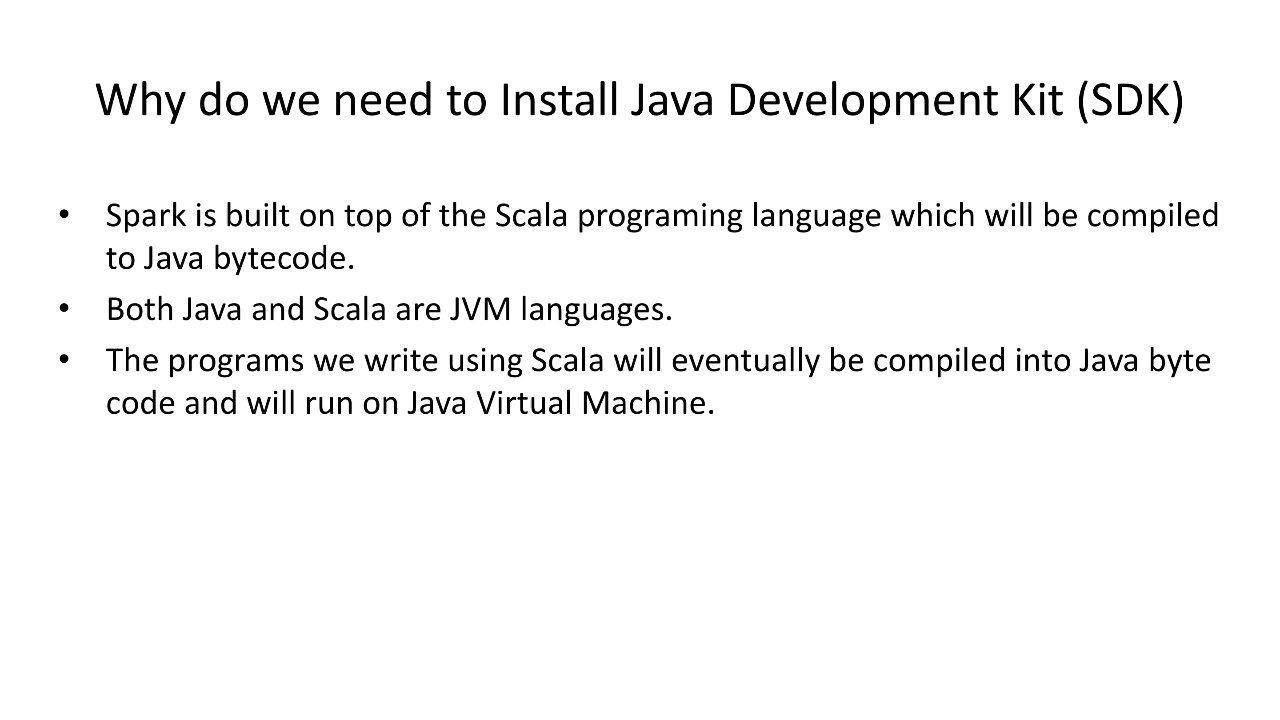 Why do we need to Install Java Development Kit (SDK)
• Spark is built on top of the Scala programing language which will be compiled
to Java bytecode.
• Both Java and Scala are JVM languages.
• The programs we write using Scala will eventually be compiled into Java byte
code and will run on Java Virtual Machine.